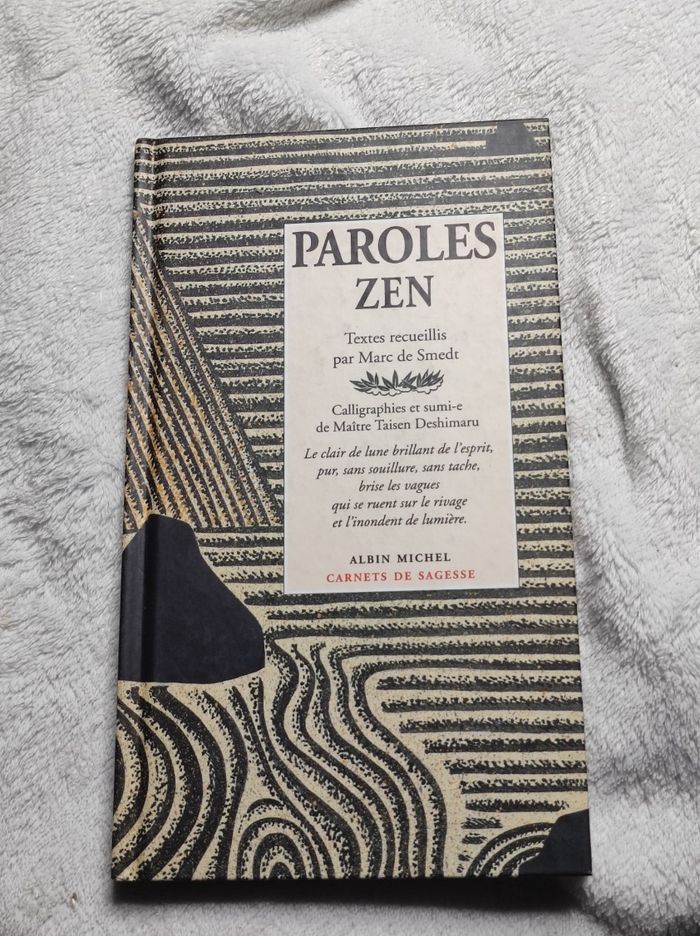 PAROLES
ZEN
Textes recueillis
par Marc de Smedt
Calligraphies et sumi-e
de Maître Taisen Deshimaru
Le clair de lune brillant de l'esprit,
pur, sans souillure, sans tache,
brise les vagues
qui se ruent sur le rivage
et l'inondent de lumière.
ALBIN MICHEL
CARNETS DE SAGESSE